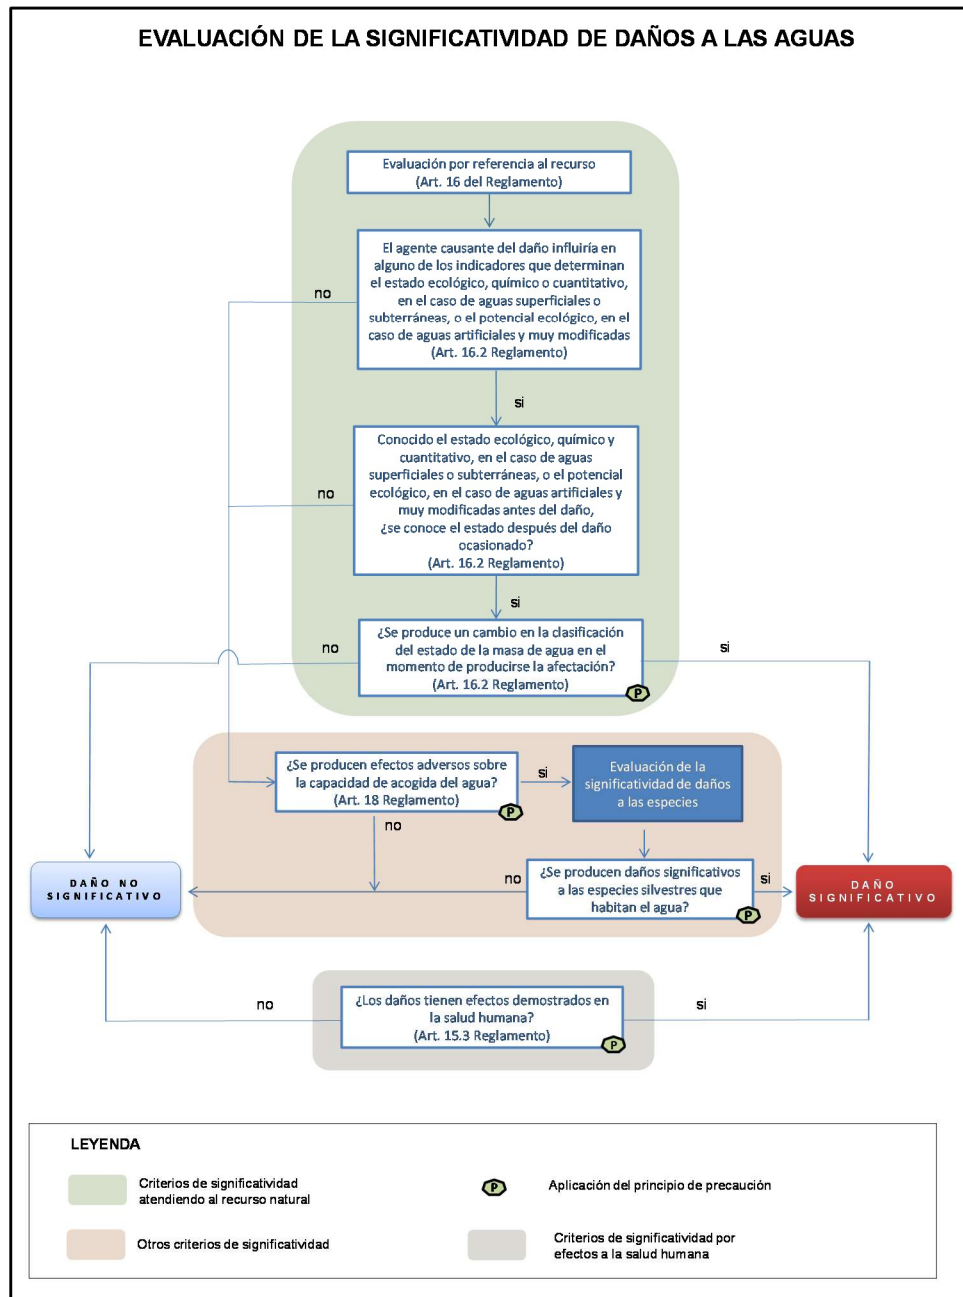 EVALUACIÓN DE LA SIGNIFICATIVIDAD DE DAÑOS A LAS AGUAS
Evaluación por referencia al recurso
(Art. 16 del Reglamento)
El agente causante del daño influiría en
alguno de los indicadores que determinan
el estado ecológico, químico o cuantitativo,
en el caso de aguas superficiales o
subterráneas, o el potencial ecológico, en el
caso de aguas artificiales y muy modificadas
(Art. 16.2 Reglamento)
no
si
Conocido el estado ecológico, químico y
cuantitativo, en el caso de aguas
superficiales o subterráneas, o el potencial
ecológico, en el caso de aguas artificiales y
muy modificadas antes del daño,
¿se conoce el estado después del daño
ocasionado?
(Art. 16.2 Reglamento)
no
si
¿Se produce un cambio en la clasificación
del estado de la masa de agua en el
momento de producirse la afectación?
(Art. 16.2 Reglamento)
P
no
si
¿Se producen efectos adversos sobre
la capacidad de acogida del agua?
(Art. 18 Reglamento)
P
si
no
Evaluación de la
significatividad de daños
a las especies
¿Se producen daños significativos
a las especies silvestres que
habitan el agua?
P
no
si
DAÑO NO
SIGNIFICATIVO
DAÑO
SIGNIFICATIVO
¿Los daños tienen efectos demostrados en
la salud humana?
(Art. 15.3 Reglamento)
P
no
si
LEYENDA
Criterios de significatividad
atendiendo al recurso natural
P
Aplicación del principio de precaución
Otros criterios de significatividad
Criterios de significatividad por
efectos a la salud humana